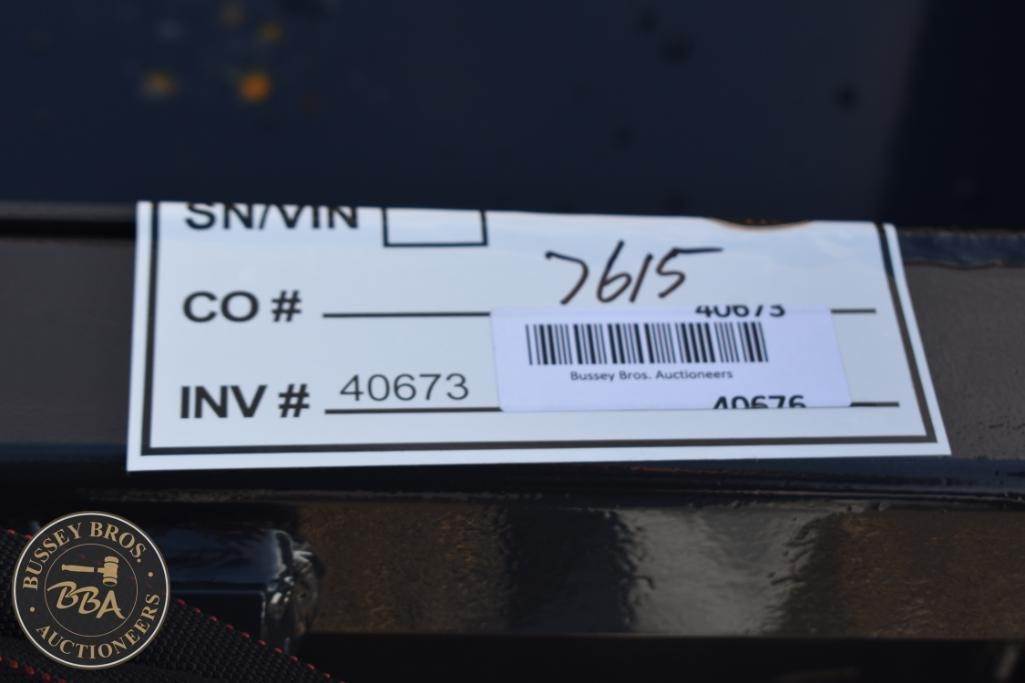 SN/VIN
CO # 7615
40673
Bussey Bros. Auctioneers
INV # 40673
40676
BUSSEY BROS.
BBA
AUCTIONEERS